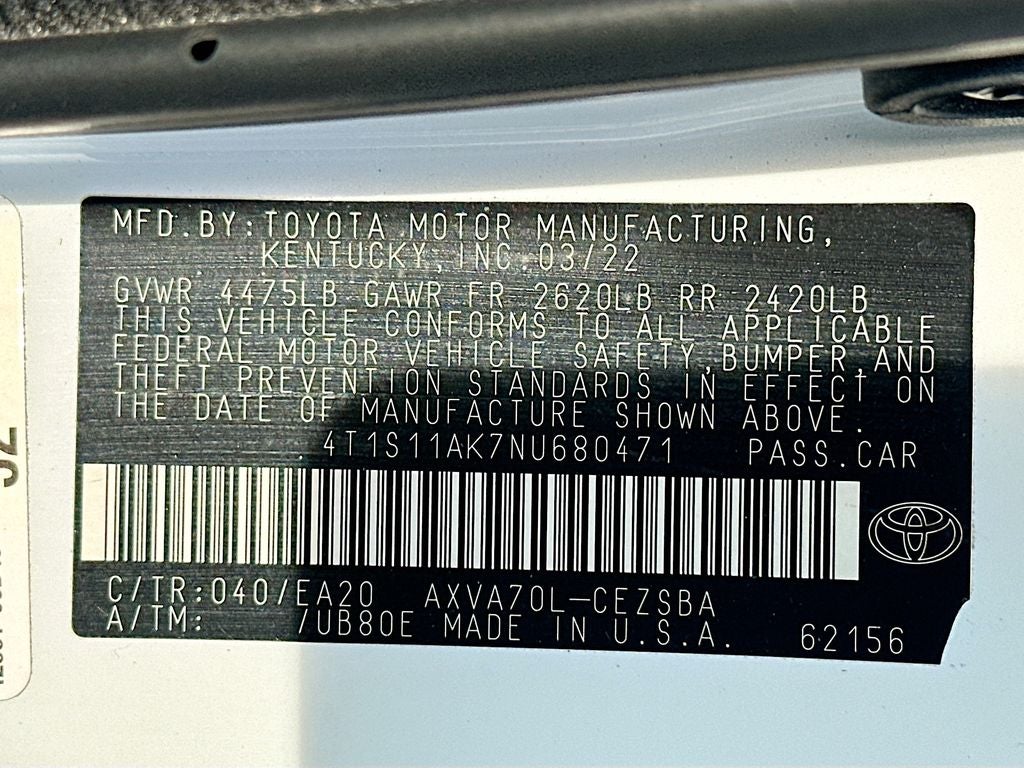 MFD.BY:TOYOTA MOTOR MANUFACTURING,
KENTUCKY,INC.03/22
GVWR 4475LB GAWR FR 2620LB RR 2420LB
THIS VEHICLE CONFORMS TO ALL APPLICABLE
FEDERAL MOTOR VEHICLE SAFETY,BUMPER,AND
THEFT PREVENTION STANDARDS IN EFFECT ON
THE DATE OF MANUFACTURE SHOWN ABOVE.
4T1S11AK7NU680471 PASS.CAR
C/TR:040/EA20 AXVA70L-CEZSBA
A/TM: /UB80E MADE IN U.S.A. 62156